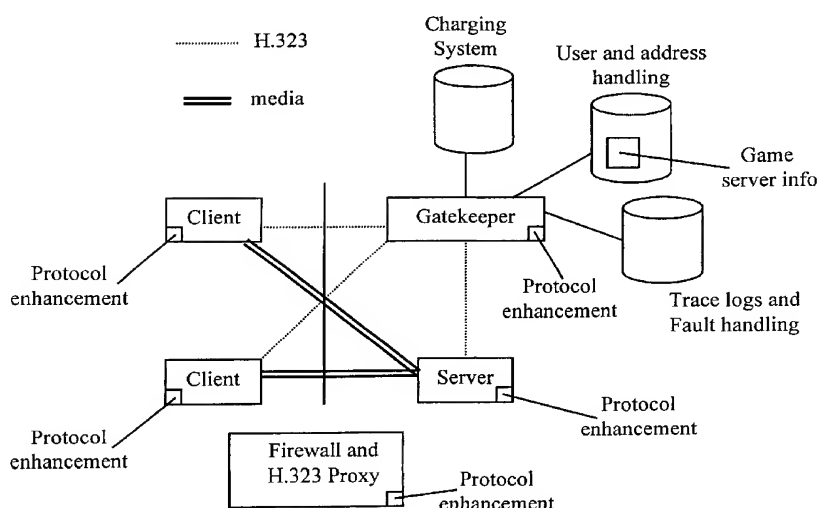 H.323
media
Charging
System
User and address
handling
Game
server info
Client
Gatekeeper
Protocol
enhancement
Protocol
enhancement
Trace logs and
Fault handling
Client
Server
Protocol
enhancement
Protocol
enhancement
Firewall and
H.323 Proxy
Protocol
enhancement